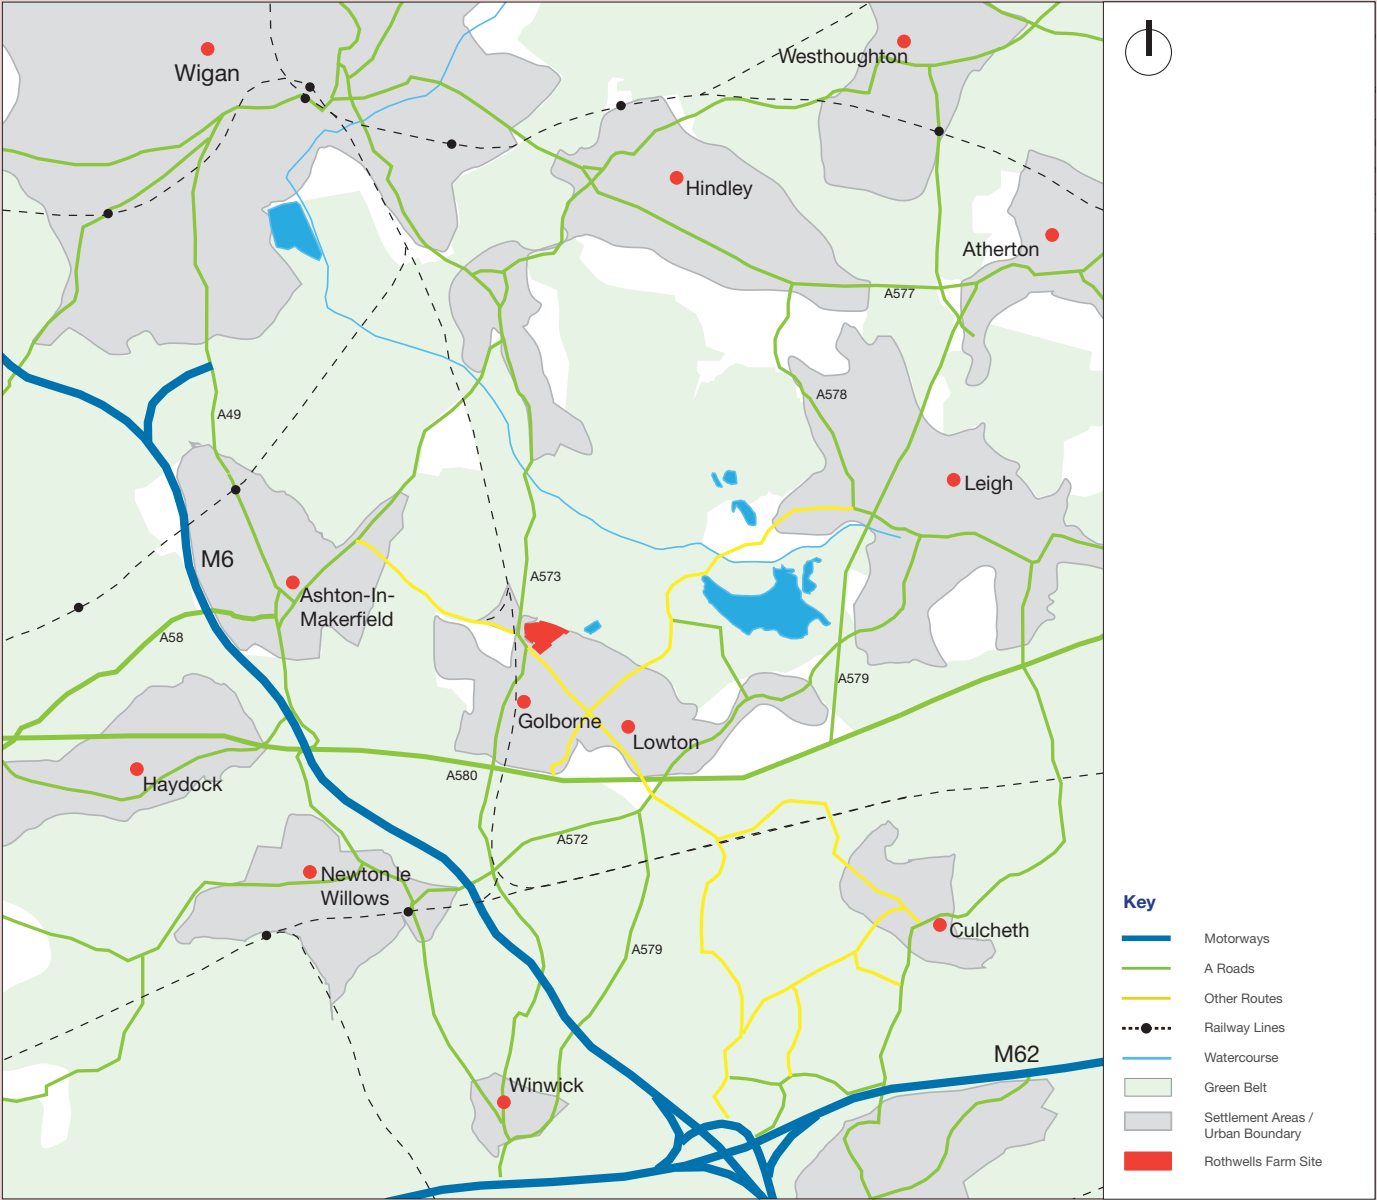 Wigan
Westhoughton
Hindley
Atherton
A577
A578
A49
Leigh
M6
A573
Ashton-In-
Makerfield
A58
A579
Golborne
Lowton
A580
Haydock
A572
Newton le
Willows
Culcheth
A579
M62
Winwick
Key
Motorways
A Roads
Other Routes
Railway Lines
Watercourse
Green Belt
Settlement Areas /
Urban Boundary
Rothwells Farm Site